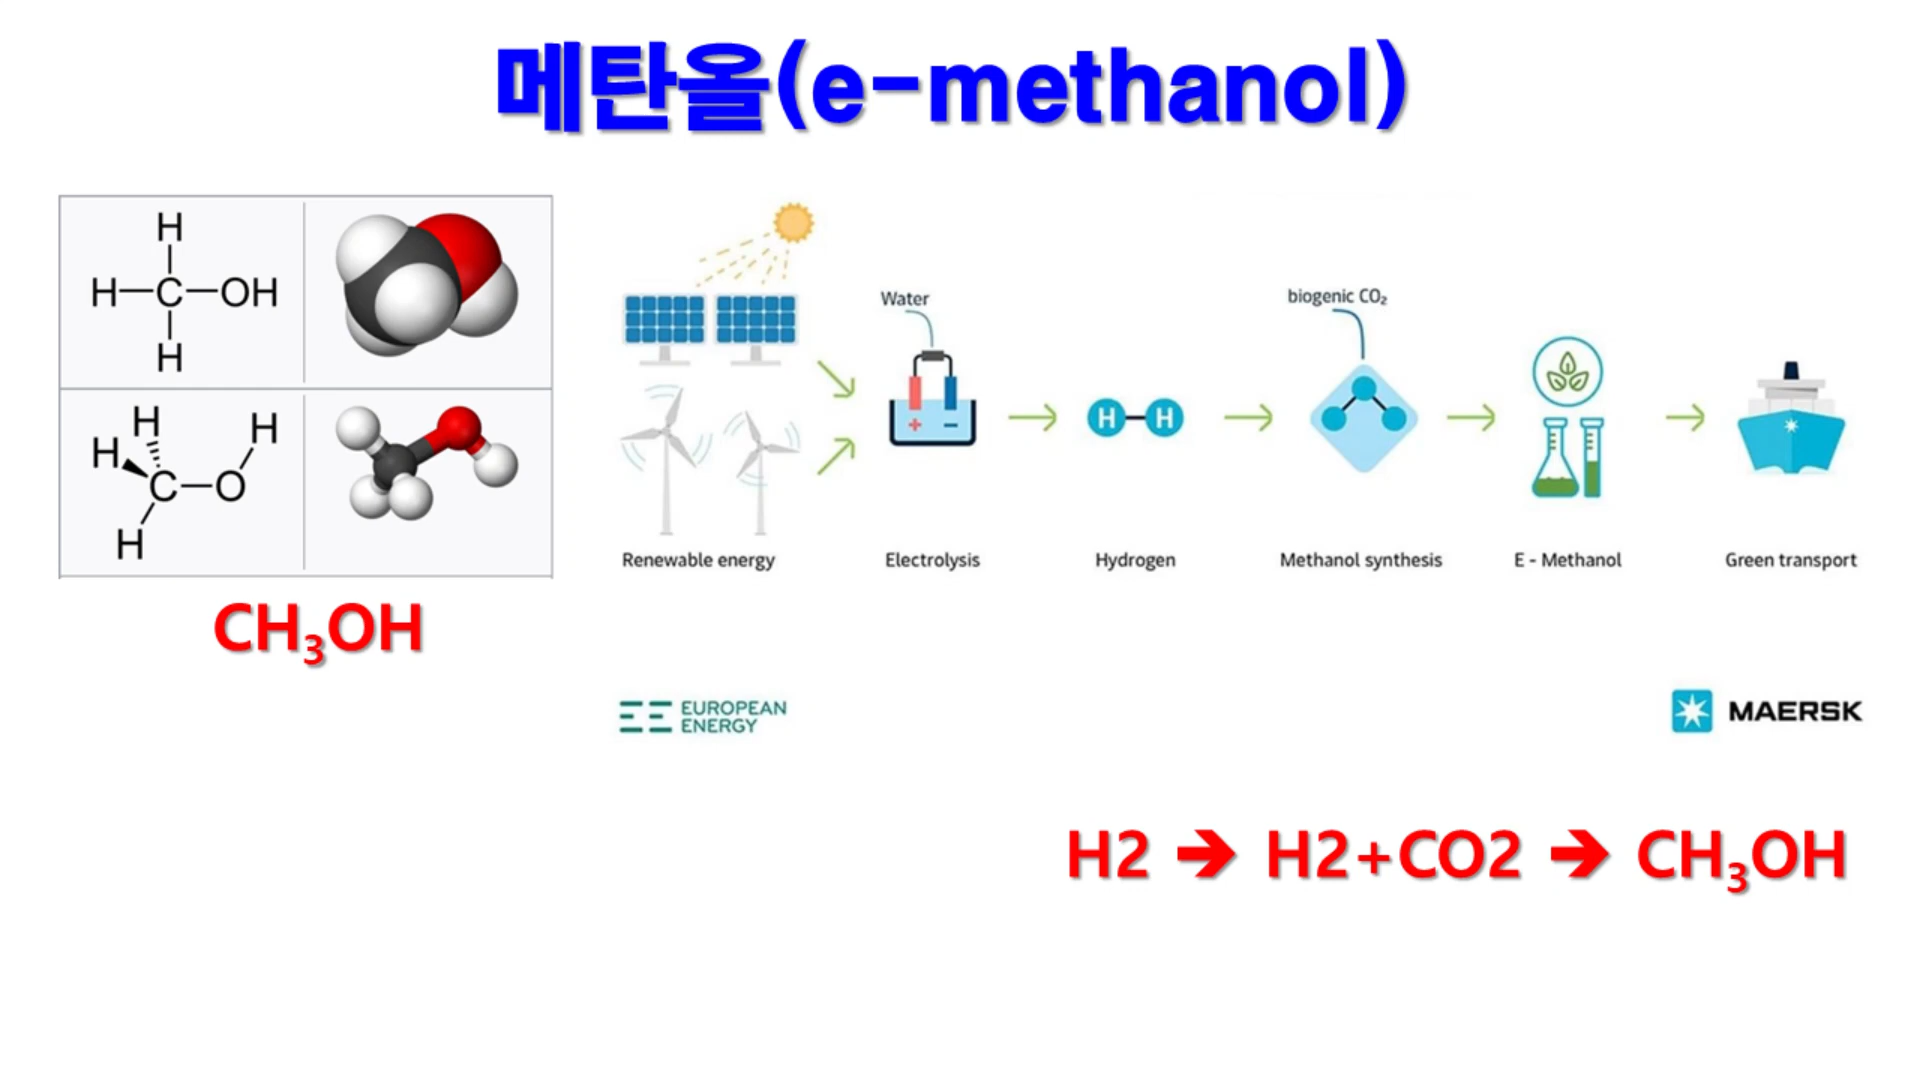 메탄올(e-methanol)
H
H-C-OH
H
H
H
H
C-O
H
CH₃OH
Water
biogenic CO₂
+
−
H-H
Renewable energy
Electrolysis
Hydrogen
Methanol synthesis
E - Methanol
Green transport
EUROPEAN
ENERGY
MAERSK
H2 ➔ H2+CO2 ➔ CH₃OH